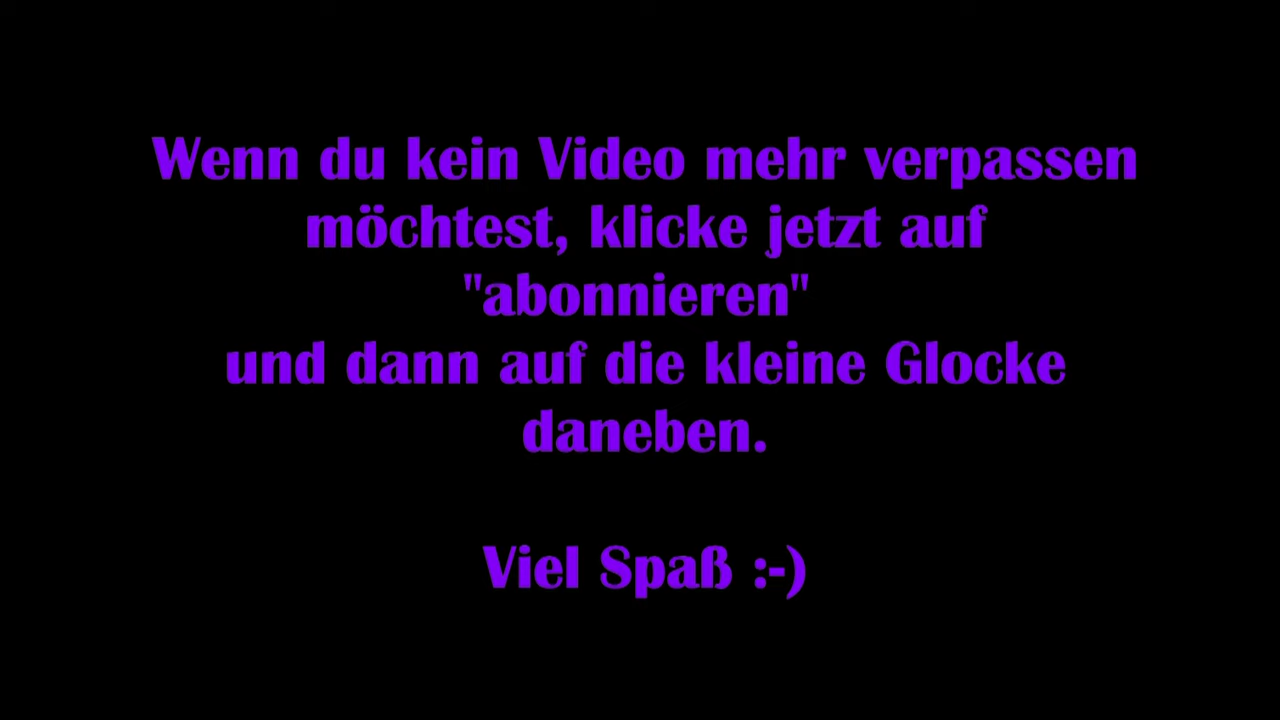 Wenn du kein Video mehr verpassen
möchtest, klicke jetzt auf
"abonnieren"
und dann auf die kleine Glocke
daneben.
Viel Spaß :-)